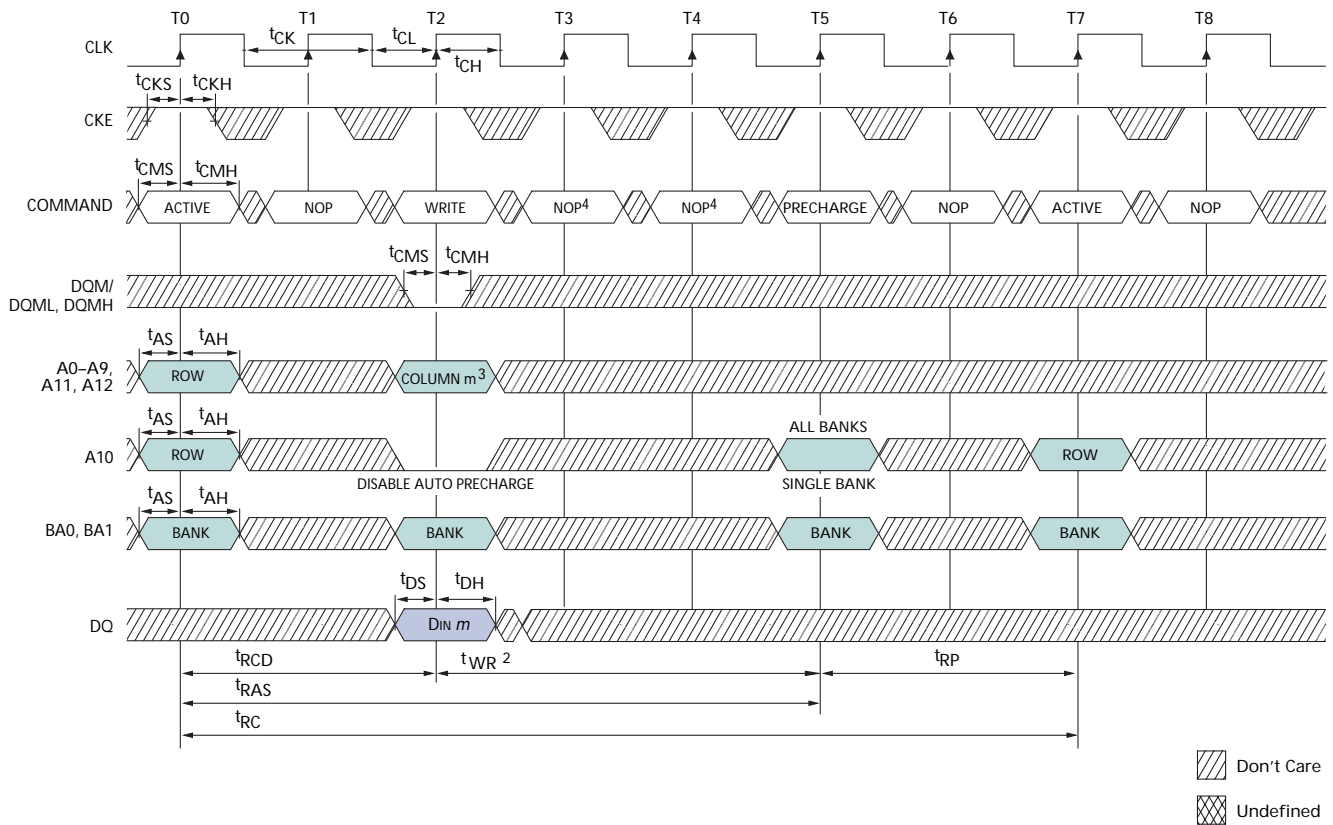 T0 T1 T2 T3 T4 T5 T6 T7 T8
CLK
tCK tCL
tCH
tCKS tCKH
CKE
tCMS tCMH
COMMAND ACTIVE NOP WRITE NOP4 NOP4 PRECHARGE NOP ACTIVE NOP
tCMS tCMH
DQM/
DQML, DQMH
tAS tAH
A0–A9,
A11, A12
ROW COLUMN m3
tAS tAH
ALL BANKS
A10 ROW ROW
DISABLE AUTO PRECHARGE SINGLE BANK
tAS tAH
BA0, BA1 BANK BANK BANK BANK
tDS tDH
DQ DIN m
tRCD tWR 2 tRP
tRAS
tRC
Don't Care
Undefined